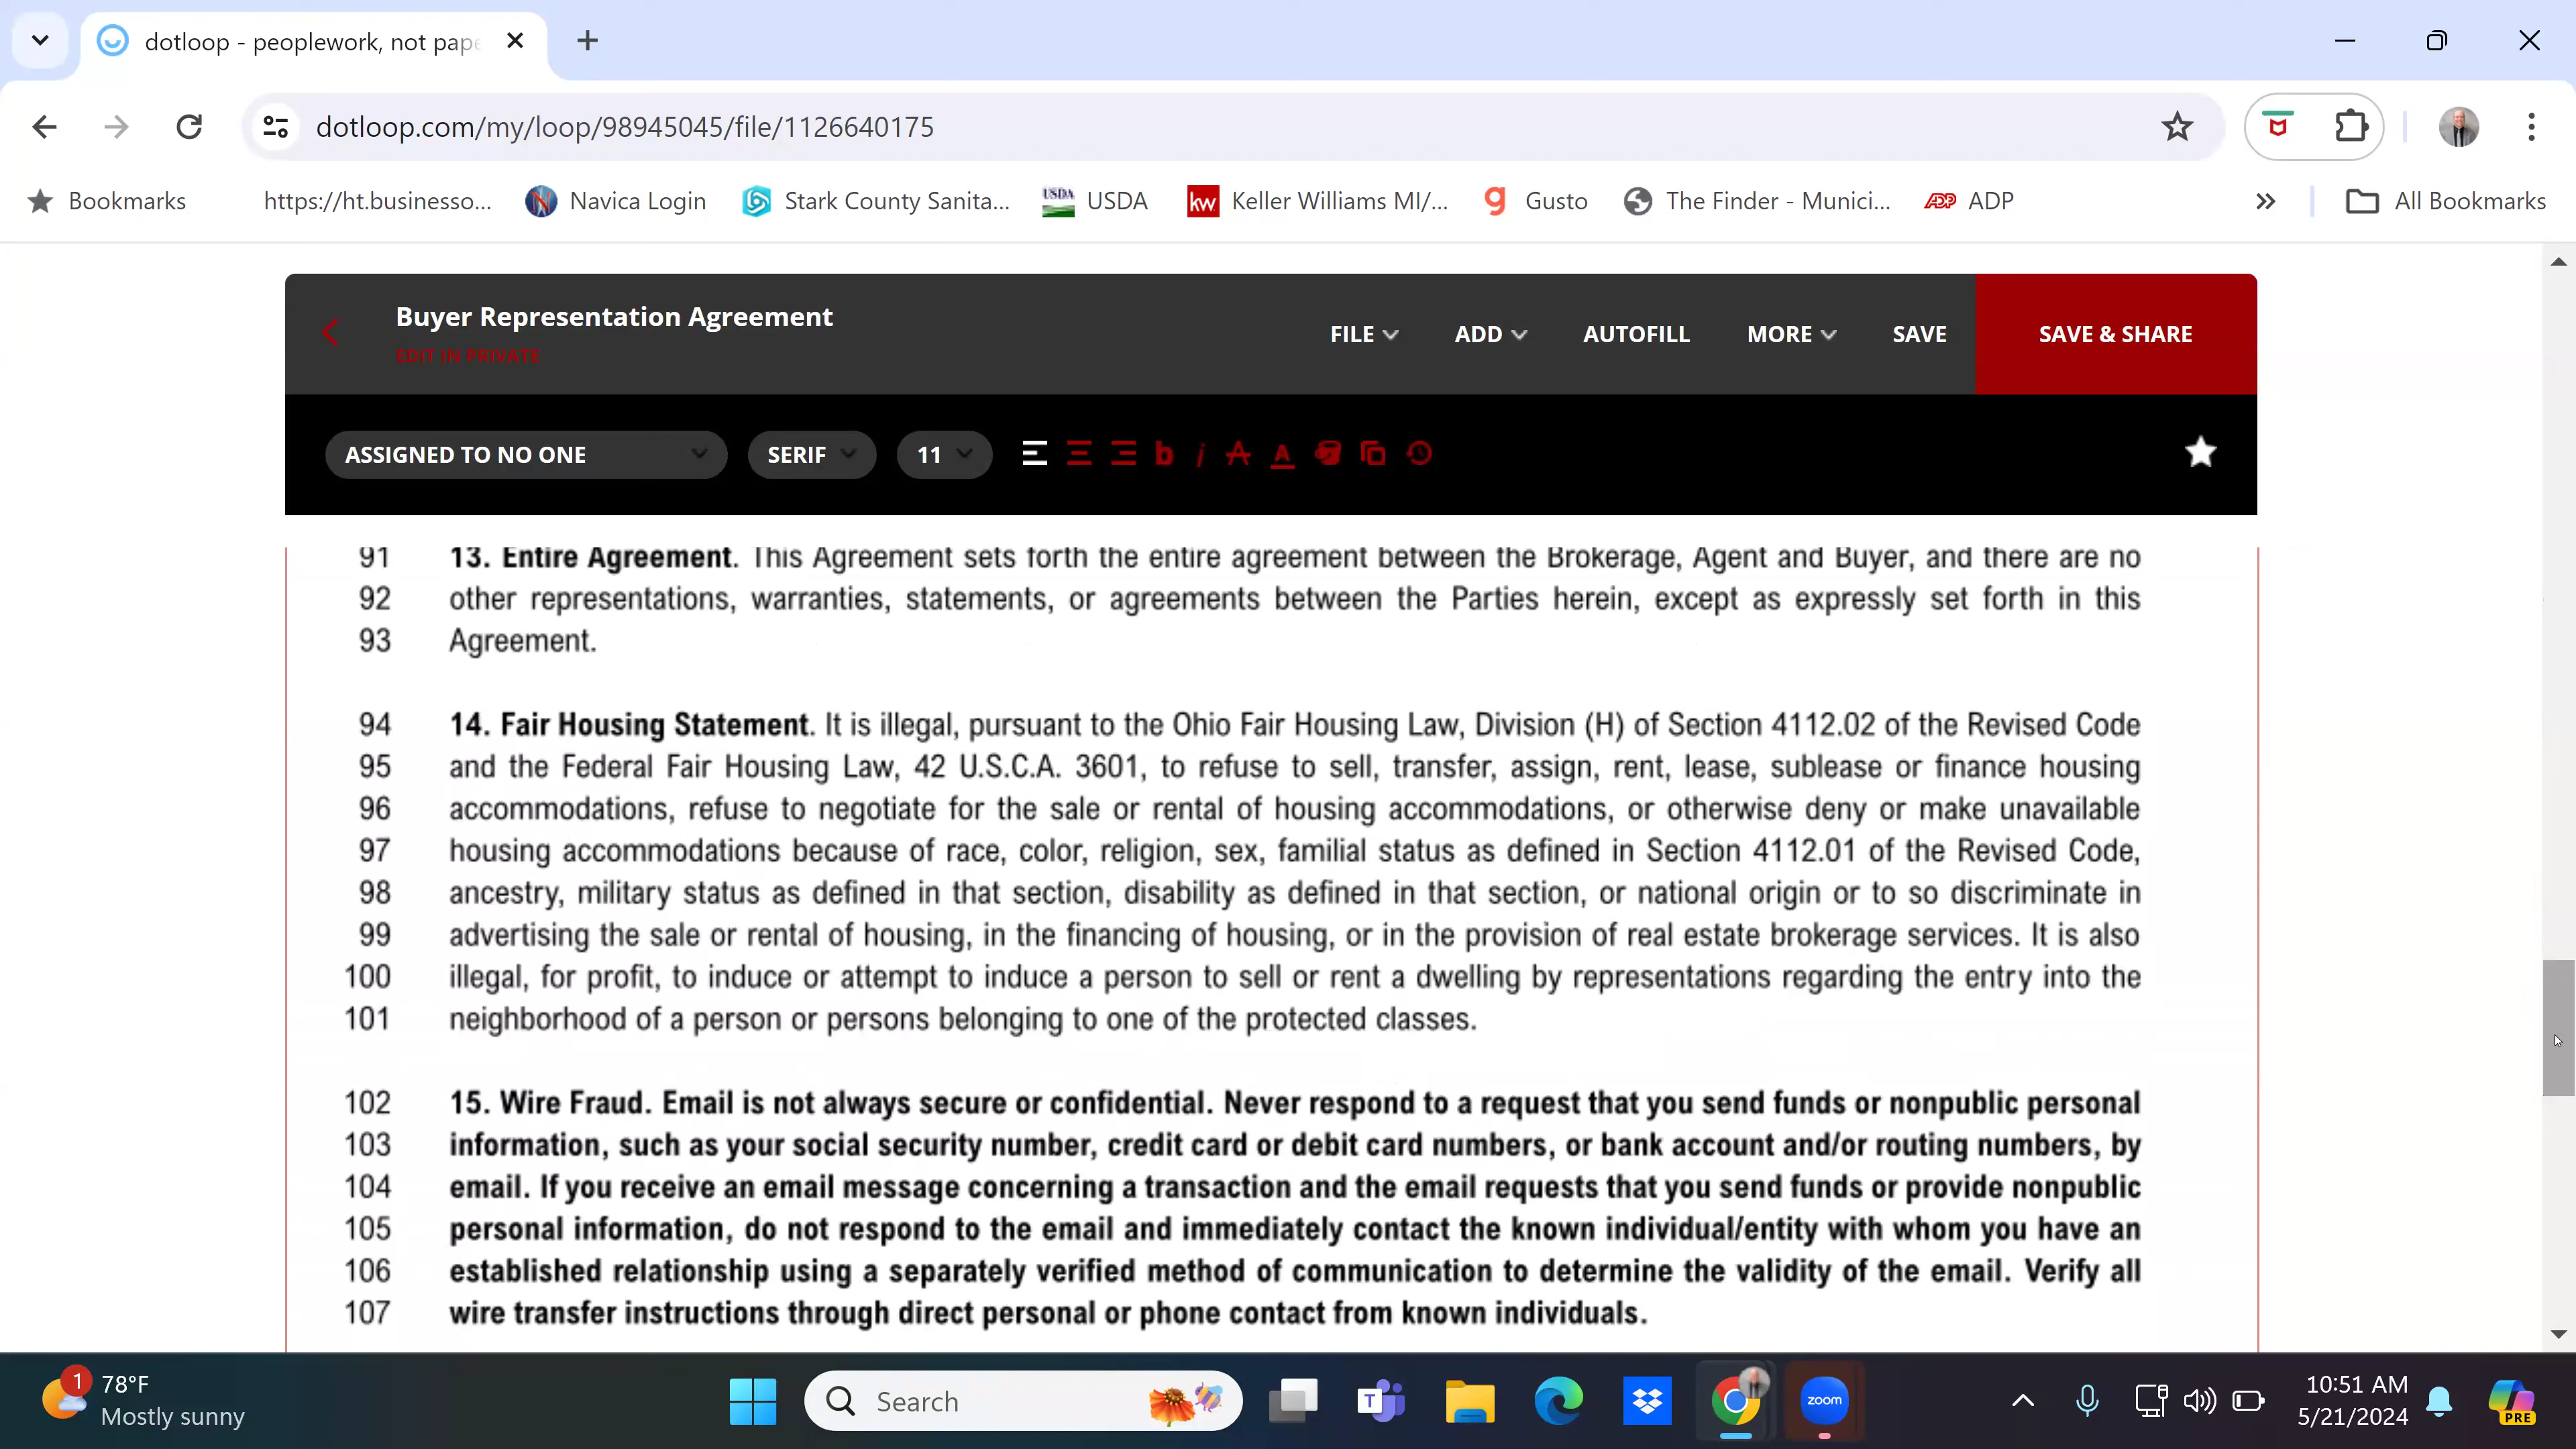 dotloop - peoplework, not pape
dotloop.com/my/loop/98945045/file/1126640175
Bookmarks https://ht.businesso... Navica Login Stark County Sanita... USDA USDA kw Keller Williams MI/... g Gusto The Finder - Munici... ADP ADP All Bookmarks
Buyer Representation Agreement
EDIT IN PRIVATE
FILE ADD AUTOFILL MORE SAVE SAVE & SHARE
ASSIGNED TO NO ONE SERIF 11 b i A A
91 13. Entire Agreement. This Agreement sets forth the entire agreement between the Brokerage, Agent and Buyer, and there are no
92 other representations, warranties, statements, or agreements between the Parties herein, except as expressly set forth in this
93 Agreement.
94 14. Fair Housing Statement. It is illegal, pursuant to the Ohio Fair Housing Law, Division (H) of Section 4112.02 of the Revised Code
95 and the Federal Fair Housing Law, 42 U.S.C.A. 3601, to refuse to sell, transfer, assign, rent, lease, sublease or finance housing
96 accommodations, refuse to negotiate for the sale or rental of housing accommodations, or otherwise deny or make unavailable
97 housing accommodations because of race, color, religion, sex, familial status as defined in Section 4112.01 of the Revised Code,
98 ancestry, military status as defined in that section, disability as defined in that section, or national origin or to so discriminate in
99 advertising the sale or rental of housing, in the financing of housing, or in the provision of real estate brokerage services. It is also
100 illegal, for profit, to induce or attempt to induce a person to sell or rent a dwelling by representations regarding the entry into the
101 neighborhood of a person or persons belonging to one of the protected classes.
102 15. Wire Fraud. Email is not always secure or confidential. Never respond to a request that you send funds or nonpublic personal
103 information, such as your social security number, credit card or debit card numbers, or bank account and/or routing numbers, by
104 email. If you receive an email message concerning a transaction and the email requests that you send funds or provide nonpublic
105 personal information, do not respond to the email and immediately contact the known individual/entity with whom you have an
106 established relationship using a separately verified method of communication to determine the validity of the email. Verify all
107 wire transfer instructions through direct personal or phone contact from known individuals.
1 78°F
Mostly sunny
Search
T
zoom
10:51 AM
5/21/2024
PRE